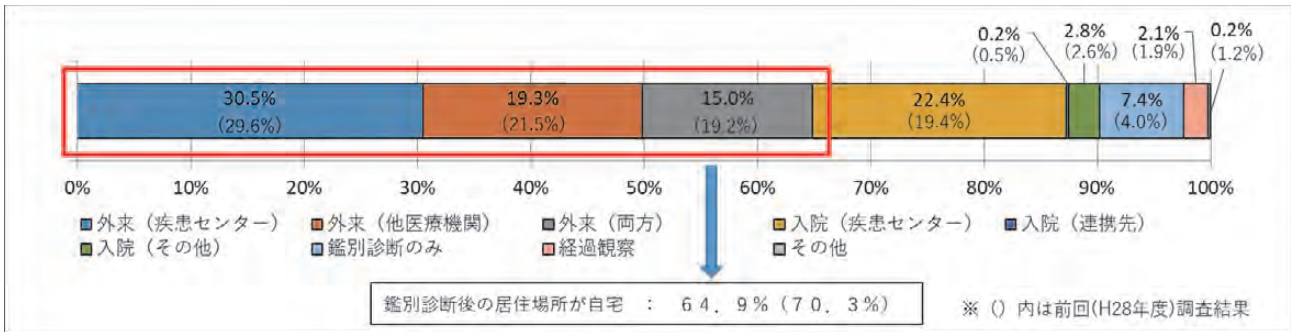 0.2% 2.8% 2.1% 0.2%
(0.5%) (2.6%) (1.9%) (1.2%)
30.5% 19.3% 15.0% 22.4% 7.4%
(29.6%) (21.5%) (19.2%) (19.4%) (4.0%)
0% 10% 20% 30% 40% 50% 60% 70% 80% 90% 100%
外来（疾患センター） 外来（他医療機関） 外来（両方） 入院（疾患センター） 入院（連携先）
入院（その他） 鑑別診断のみ 経過観察 その他
鑑別診断後の居住場所が自宅 ： 64．9%（70．3%）
※（）内は前回(H28年度)調査結果